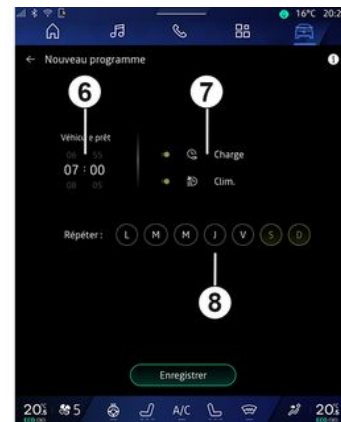 16°C 20:2
← Nouveau programme
6
7
Véhicule prêt
06 55
07 : 00
08 05
Charge
Clim.
Répéter : L M M J V S D
8
Enregistrer
20 5 A/C 20
ECO